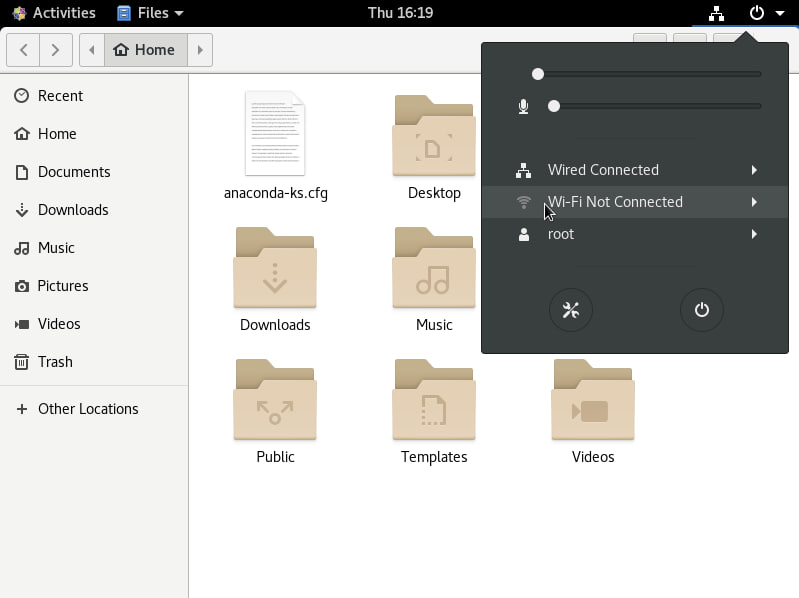 Activities Files Thu 16:19
Home
Recent
Home
Documents
Downloads
Music
Pictures
Videos
Trash
Other Locations
anaconda-ks.cfg
Desktop
Downloads
Music
Public
Templates
Videos
Wired Connected
Wi-Fi Not Connected
root